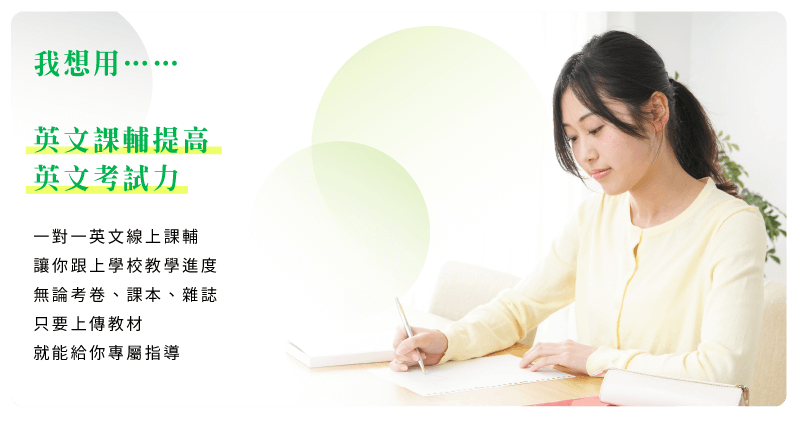 我想用……
英文課輔提高
英文考試力
一對一英文線上課輔
讓你跟上學校教學進度
無論考卷、課本、雜誌
只要上傳教材
就能給你專屬指導